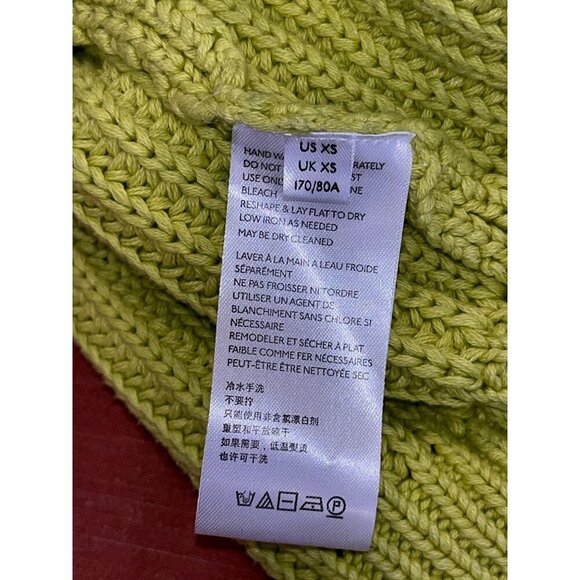 US XS
UK XS
170/80A
HAND WA RATELY
DO NOT ST
USE ONL NE
BLEACH
RESHAPE & LAY FLAT TO DRY
LOW IRON AS NEEDED
MAY BE DRY CLEANED
LAVER À LA MAIN A LEAU FROIDE
SÉPARÉMENT
NE PAS FROISSER NI TORDRE
UTILISER UN AGENT DE
BLANCHIMENT SANS CHLORE SI
NÉCESSAIRE
REMODELER ET SÉCHER À PLAT
FAIBLE COMME FER NÉCESSAIRES
PEUT-ÊTRE ÊTRE NETTOYÉE SEC
冷水手洗
不要拧
只能使用非含氯漂白剂
重塑和平放晾干
如果需要，低温熨烫
也许可干洗
P